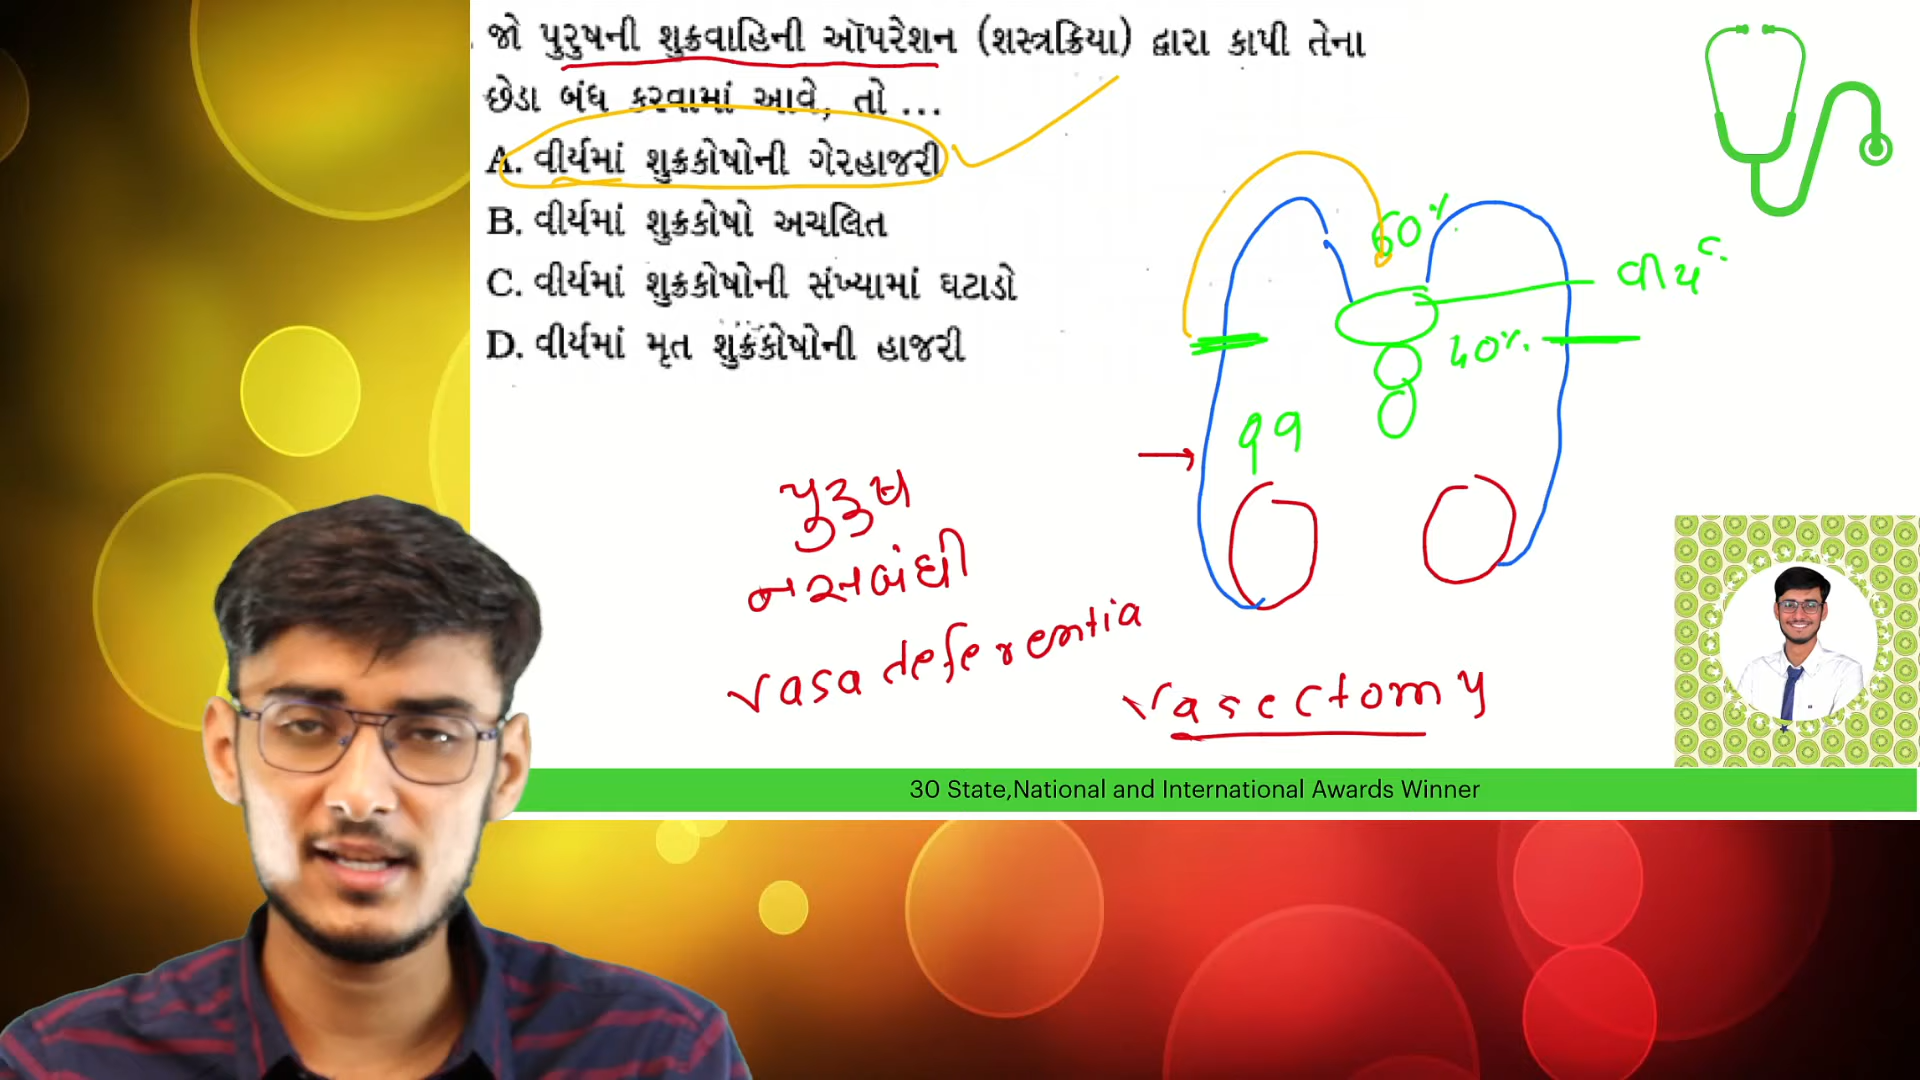 જો પુરુષની શુક્રવાહિની ઑપરેશન (શસ્ત્રક્રિયા) દ્વારા કાપી તેના
છેડા બંધ કરવામાં આવે, તો ...
A. વીર્યમાં શુક્રકોષોની ગેરહાજરી
B. વીર્યમાં શુક્રકોષો અચલિત
C. વીર્યમાં શુક્રકોષોની સંખ્યામાં ઘટાડો
D. વીર્યમાં મૃત શુક્રકોષોની હાજરી
60%
વીર્ય
40%.
99
પુરુષ
નસબંધી
vasa deferentia
Vasectomy
30 State,National and International Awards Winner